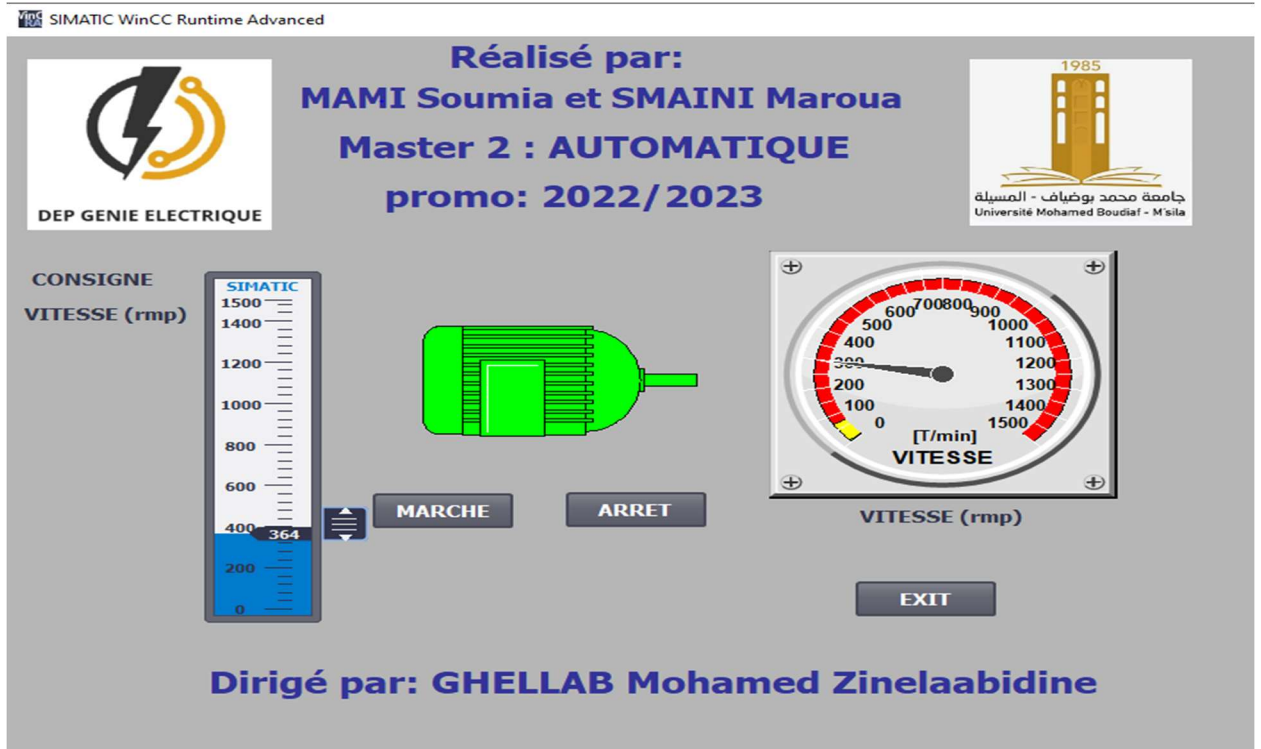 SIMATIC WinCC Runtime Advanced
Réalisé par:
MAMI Soumia et SMAINI Maroua
Master 2 : AUTOMATIQUE
promo: 2022/2023
DEP GENIE ELECTRIQUE
1985
جامعة محمد بوضياف - المسيلة
Université Mohamed Boudiaf - M'sila
CONSIGNE
VITESSE (rmp)
SIMATIC
1500
1400
1200
1000
800
600
400
364
200
0
MARCHE
ARRET
0
100
200
300
400
500
600
700
800
900
1000
1100
1200
1300
1400
1500
[T/min]
VITESSE
VITESSE (rmp)
EXIT
Dirigé par: GHELLAB Mohamed Zinelaabidine